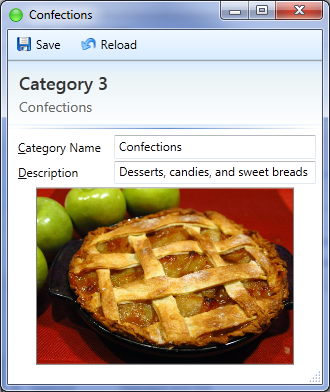 Confections
Save Reload
Category 3
Confections
Category Name Confections
Description Desserts, candies, and sweet breads